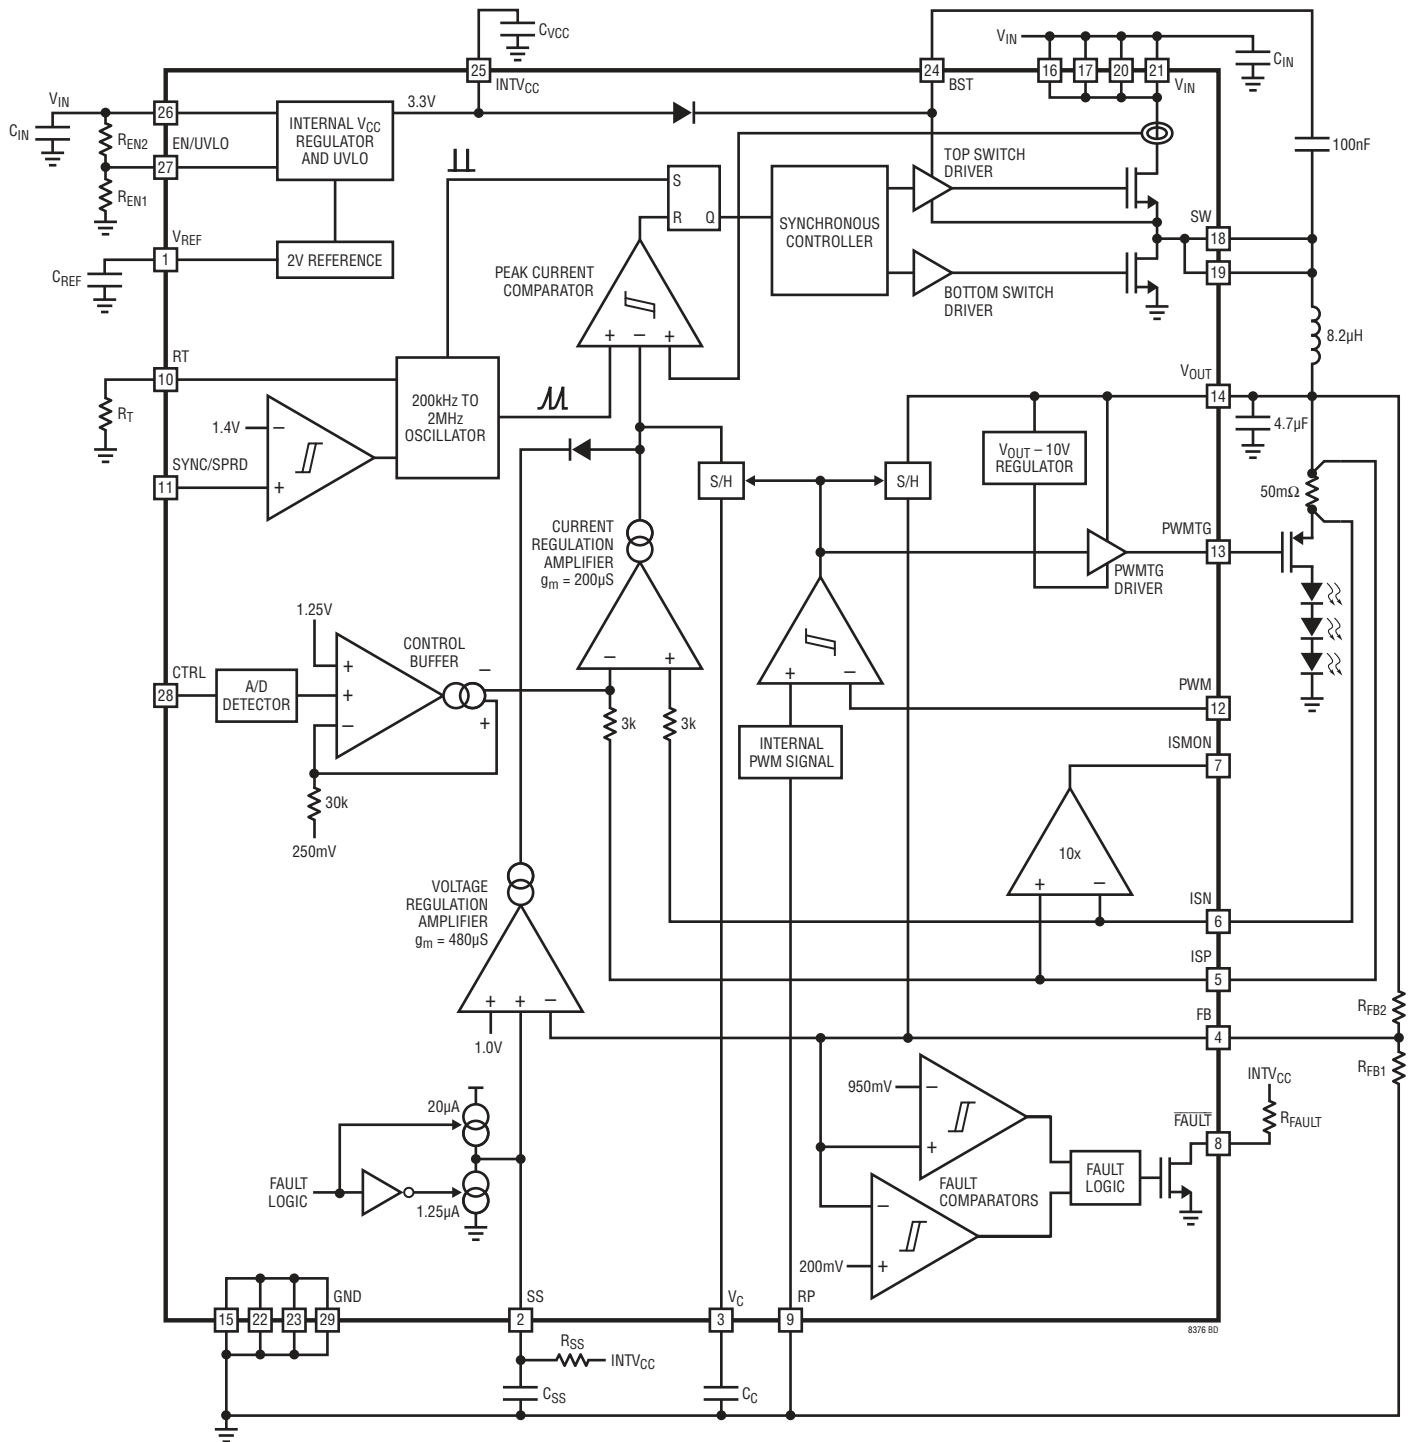 CVCC
25
INTVCC
24
BST
VIN
16
17
20
21
VIN
CIN
VIN
26
CIN
REN2
EN/UVLO
27
REN1
INTERNAL VCC
REGULATOR
AND UVLO
3.3V
100nF
TOP SWITCH
DRIVER
S
R
Q
SYNCHRONOUS
CONTROLLER
SW
18
19
VREF
1
CREF
2V REFERENCE
PEAK CURRENT
COMPARATOR
BOTTOM SWITCH
DRIVER
+
–
+
8.2µH
RT
10
RT
200kHz TO
2MHz
OSCILLATOR
VOUT
14
4.7µF
1.4V
–
+
SYNC/SPRD
11
S/H
S/H
VOUT – 10V
REGULATOR
50mΩ
CURRENT
REGULATION
AMPLIFIER
gm = 200µS
PWMTG
13
PWMTG
DRIVER
1.25V
CONTROL
BUFFER
–
+
+
–
+
–
+
+
–
CTRL
28
A/D
DETECTOR
PWM
12
3k
3k
INTERNAL
PWM SIGNAL
ISMON
7
30k
250mV
10x
+
–
VOLTAGE
REGULATION
AMPLIFIER
gm = 480µS
ISN
6
ISP
5
+
+
–
1.0V
FB
4
RFB2
RFB1
950mV
–
+
INTVCC
RFAULT
FAULT
8
20µA
FAULT
LOGIC
1.25µA
FAULT
COMPARATORS
FAULT
LOGIC
–
200mV
+
GND
15
22
23
29
SS
2
VC
3
RP
9
8376 BD
RSS
INTVCC
CSS
CC